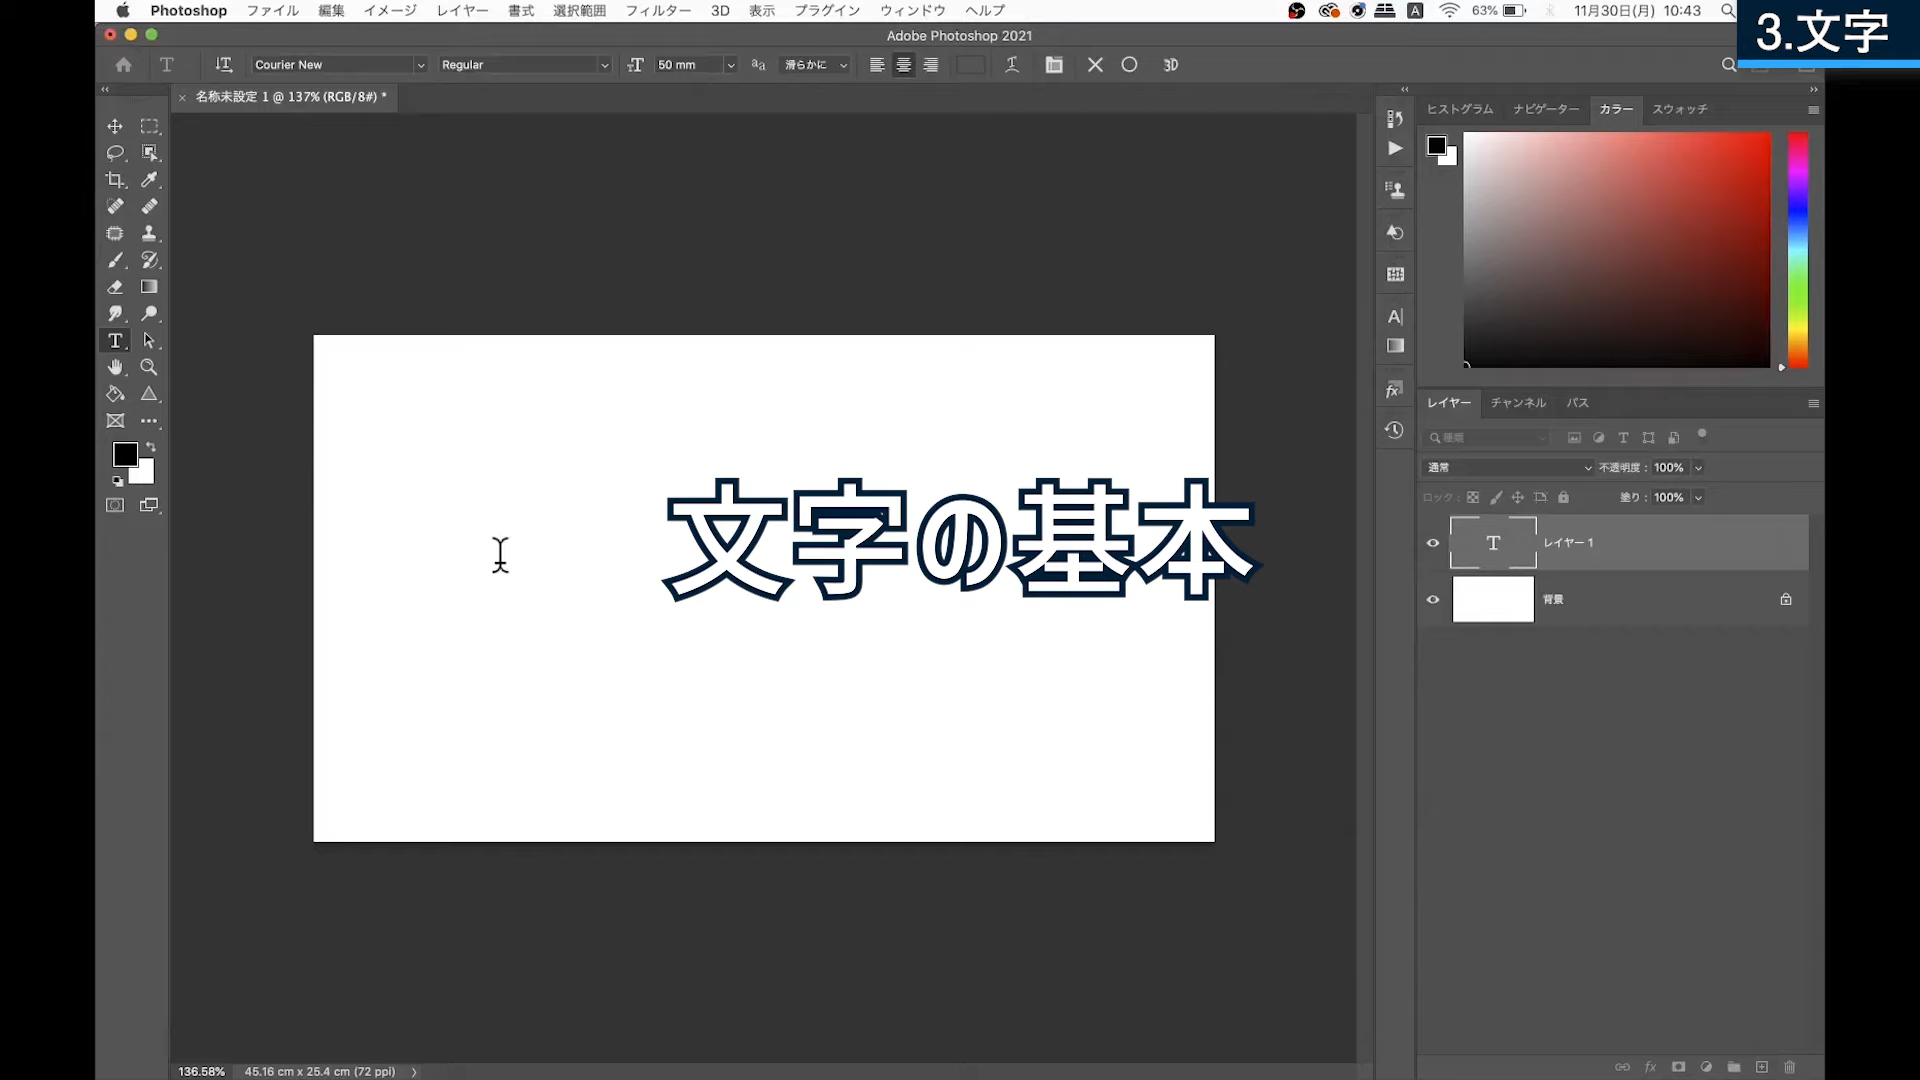 Photoshop ファイル 編集 イメージ レイヤー 書式 選択範囲 フィルター 3D 表示 プラグイン ウィンドウ ヘルプ A 63% 11月30日(月) 10:43
3.文字
Adobe Photoshop 2021
Courier New Regular 50 mm 滑らかに 3D
名称未設定 1 @ 137% (RGB/8#) *
ヒストグラム ナビゲーター カラー スウォッチ
レイヤー チャンネル パス
種類
通常 不透明度: 100%
ロック: 塗り: 100%
文字の基本
レイヤー 1
背景
136.58% 45.16 cm x 25.4 cm (72 ppi)